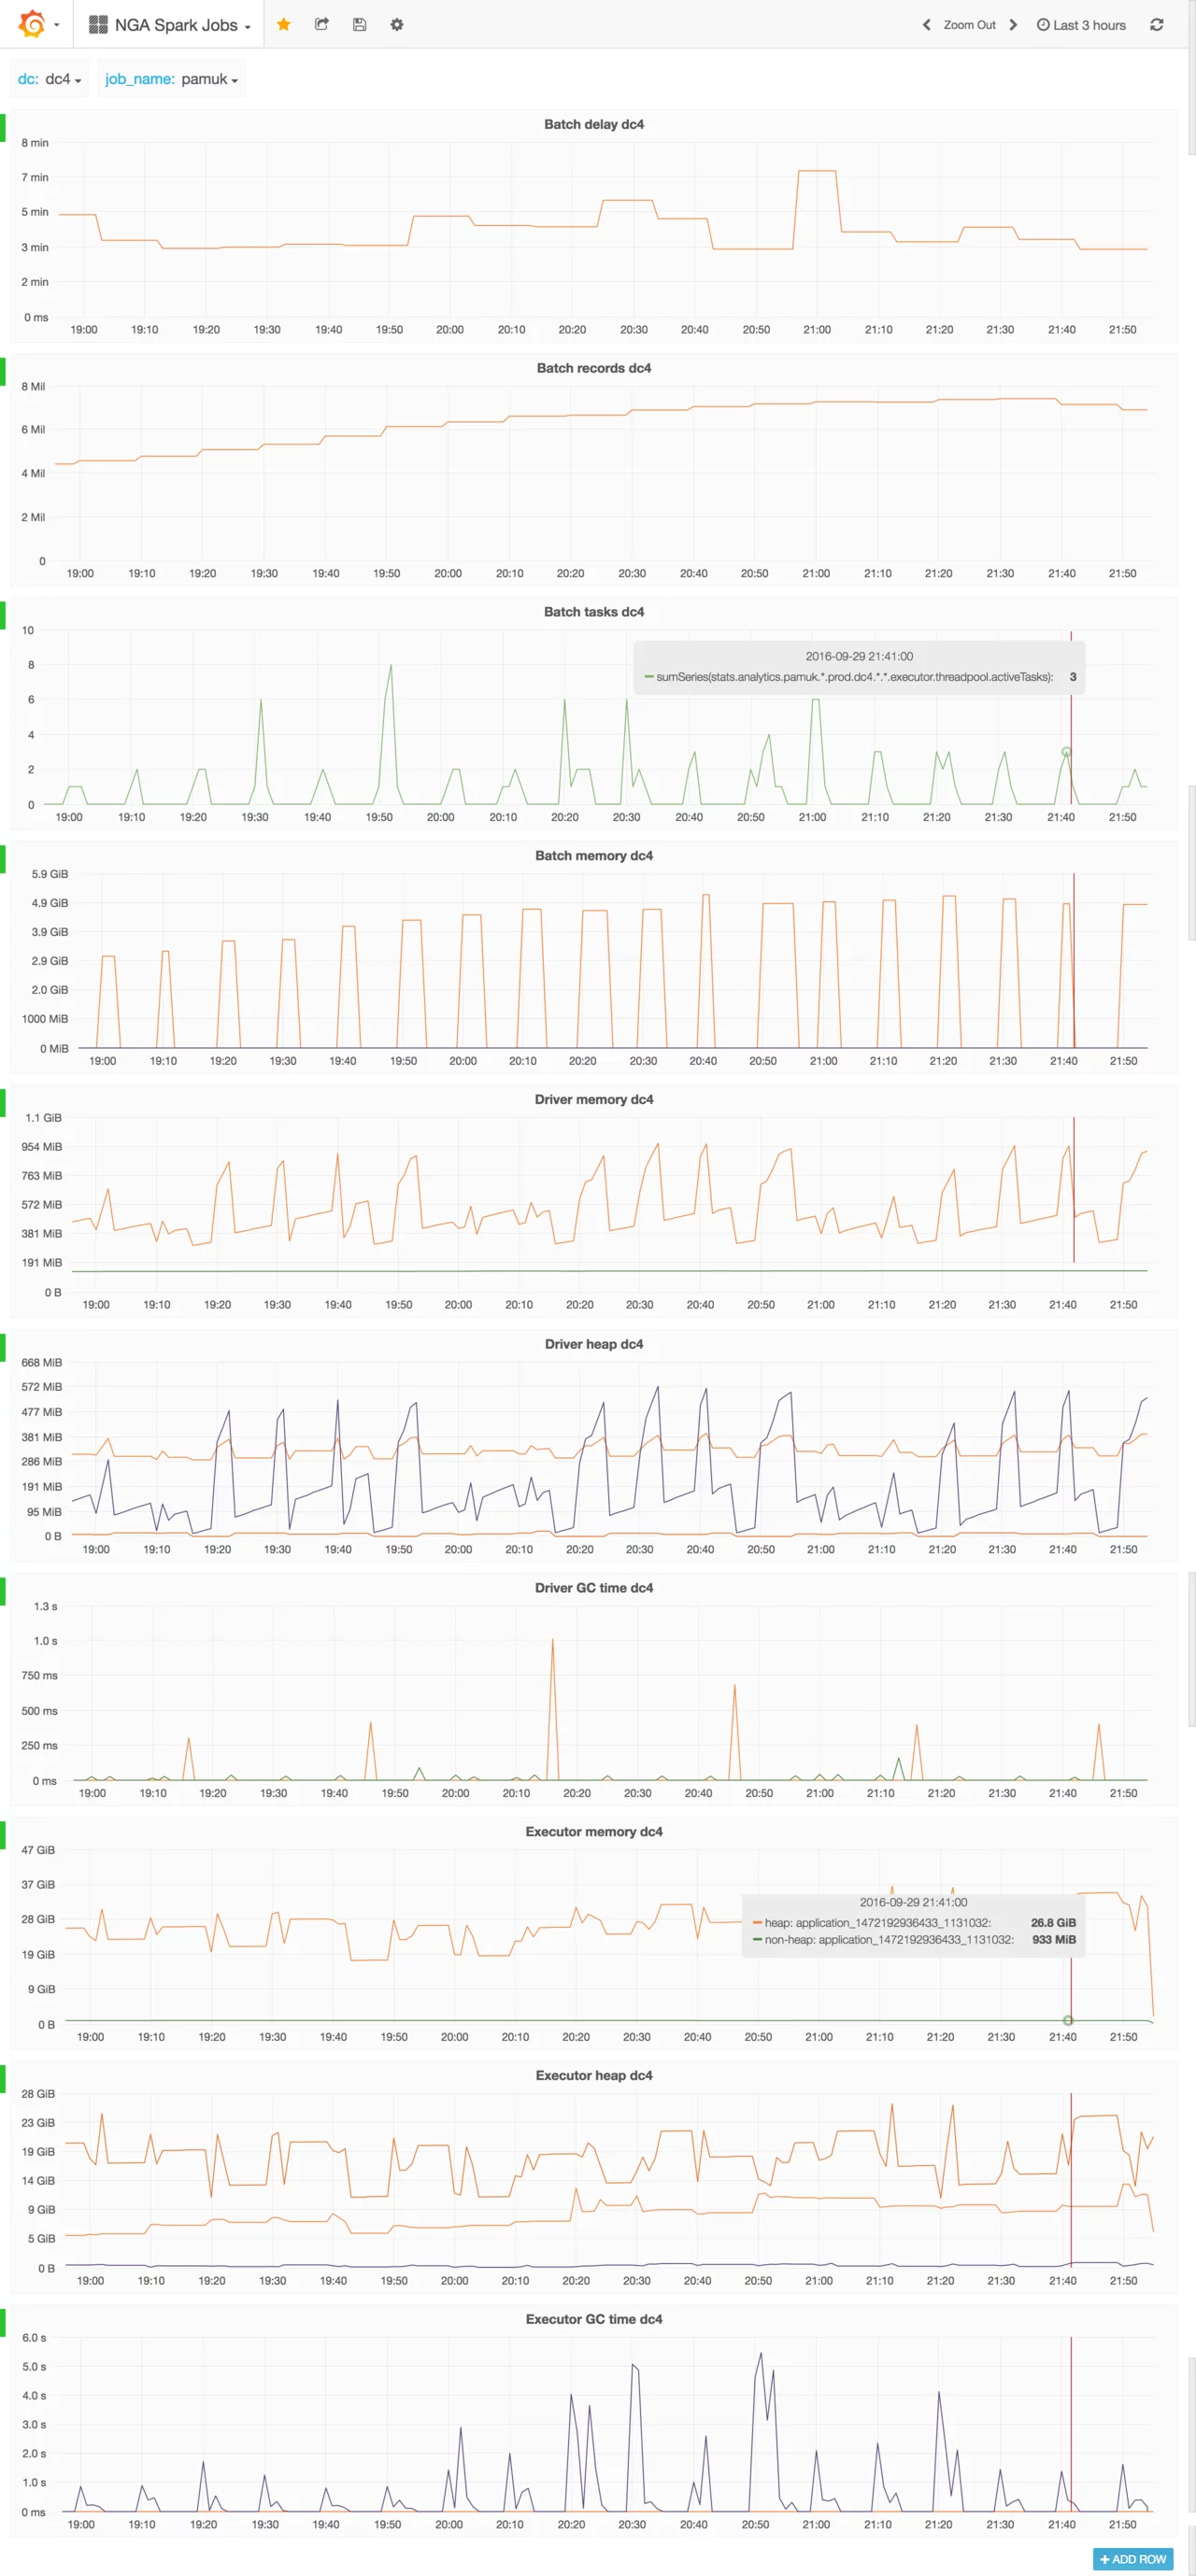 NGA Spark Jobs Zoom Out Last 3 hours
dc: dc4 job_name: pamuk
Batch delay dc4
8 min
7 min
5 min
3 min
2 min
0 ms
19:00 19:10 19:20 19:30 19:40 19:50 20:00 20:10 20:20 20:30 20:40 20:50 21:00 21:10 21:20 21:30 21:40 21:50
Batch records dc4
8 Mil
6 Mil
4 Mil
2 Mil
0
19:00 19:10 19:20 19:30 19:40 19:50 20:00 20:10 20:20 20:30 20:40 20:50 21:00 21:10 21:20 21:30 21:40 21:50
Batch tasks dc4
10
2016-09-29 21:41:00
8
sumSeries(stats.analytics.pamuk.*.prod.dc4.*.*.executor.threadpool.activeTasks): 3
6
4
2
0
19:00 19:10 19:20 19:30 19:40 19:50 20:00 20:10 20:20 20:30 20:40 20:50 21:00 21:10 21:20 21:30 21:40 21:50
Batch memory dc4
5.9 GiB
4.9 GiB
3.9 GiB
2.9 GiB
2.0 GiB
1000 MiB
0 MiB
19:00 19:10 19:20 19:30 19:40 19:50 20:00 20:10 20:20 20:30 20:40 20:50 21:00 21:10 21:20 21:30 21:40 21:50
Driver memory dc4
1.1 GiB
954 MiB
763 MiB
572 MiB
381 MiB
191 MiB
0 B
19:00 19:10 19:20 19:30 19:40 19:50 20:00 20:10 20:20 20:30 20:40 20:50 21:00 21:10 21:20 21:30 21:40 21:50
Driver heap dc4
668 MiB
572 MiB
477 MiB
381 MiB
286 MiB
191 MiB
95 MiB
0 B
19:00 19:10 19:20 19:30 19:40 19:50 20:00 20:10 20:20 20:30 20:40 20:50 21:00 21:10 21:20 21:30 21:40 21:50
Driver GC time dc4
1.3 s
1.0 s
750 ms
500 ms
250 ms
0 ms
19:00 19:10 19:20 19:30 19:40 19:50 20:00 20:10 20:20 20:30 20:40 20:50 21:00 21:10 21:20 21:30 21:40 21:50
Executor memory dc4
47 GiB
37 GiB
2016-09-29 21:41:00
28 GiB
heap: application_1472192936433_1131032: 26.8 GiB
non-heap: application_1472192936433_1131032: 933 MiB
19 GiB
9 GiB
0 B
19:00 19:10 19:20 19:30 19:40 19:50 20:00 20:10 20:20 20:30 20:40 20:50 21:00 21:10 21:20 21:30 21:40 21:50
Executor heap dc4
28 GiB
23 GiB
19 GiB
14 GiB
9 GiB
5 GiB
0 B
19:00 19:10 19:20 19:30 19:40 19:50 20:00 20:10 20:20 20:30 20:40 20:50 21:00 21:10 21:20 21:30 21:40 21:50
Executor GC time dc4
6.0 s
5.0 s
4.0 s
3.0 s
2.0 s
1.0 s
0 ms
19:00 19:10 19:20 19:30 19:40 19:50 20:00 20:10 20:20 20:30 20:40 20:50 21:00 21:10 21:20 21:30 21:40 21:50
+ ADD ROW